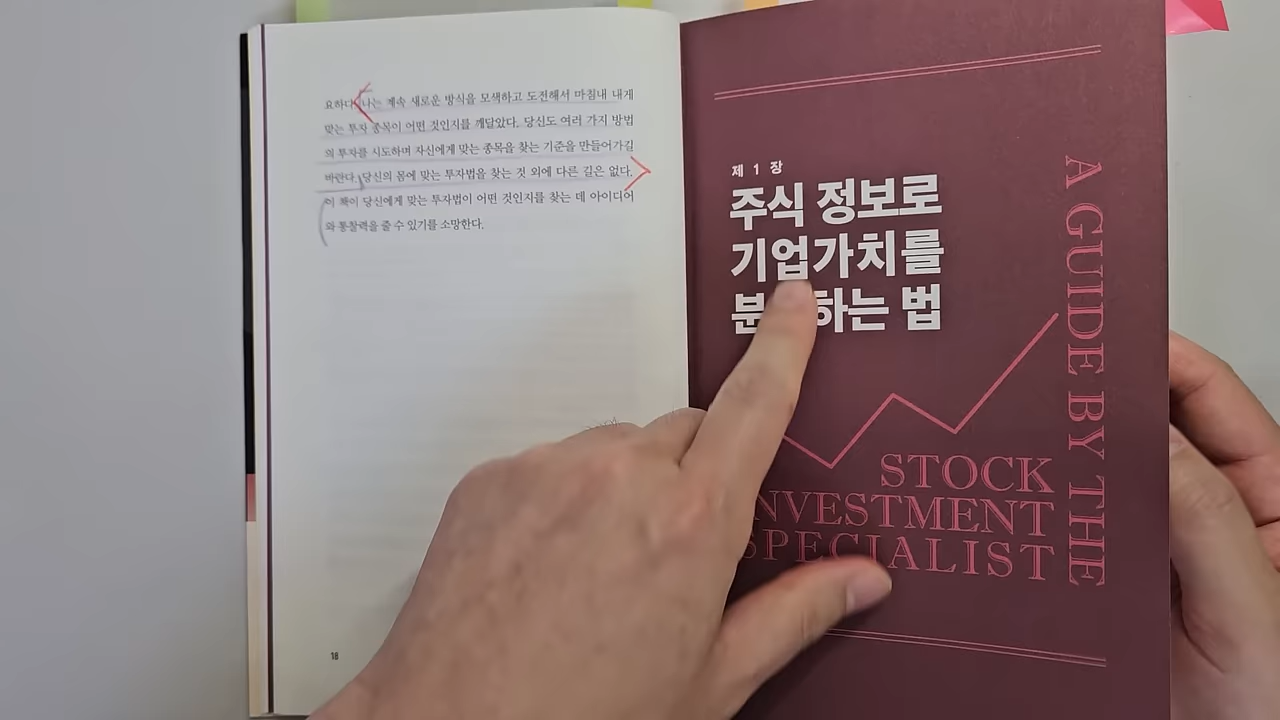 요하다. 나는 계속 새로운 방식을 모색하고 도전해서 마침내 내게
맞는 투자 종목이 어떤 것인지를 깨달았다. 당신도 여러 가지 방법
의 투자를 시도하며 자신에게 맞는 종목을 찾는 기준을 만들어가길
바란다. 당신의 몸에 맞는 투자법을 찾는 것 외에 다른 길은 없다.
이 책이 당신에게 맞는 투자법이 어떤 것인지를 찾는 데 아이디어
와 통찰력을 줄 수 있기를 소망한다.
18
제 1 장
주식 정보로
기업가치를
분 하는 법
A GUIDE BY THE
STOCK
NVESTMENT
SPECIALIST